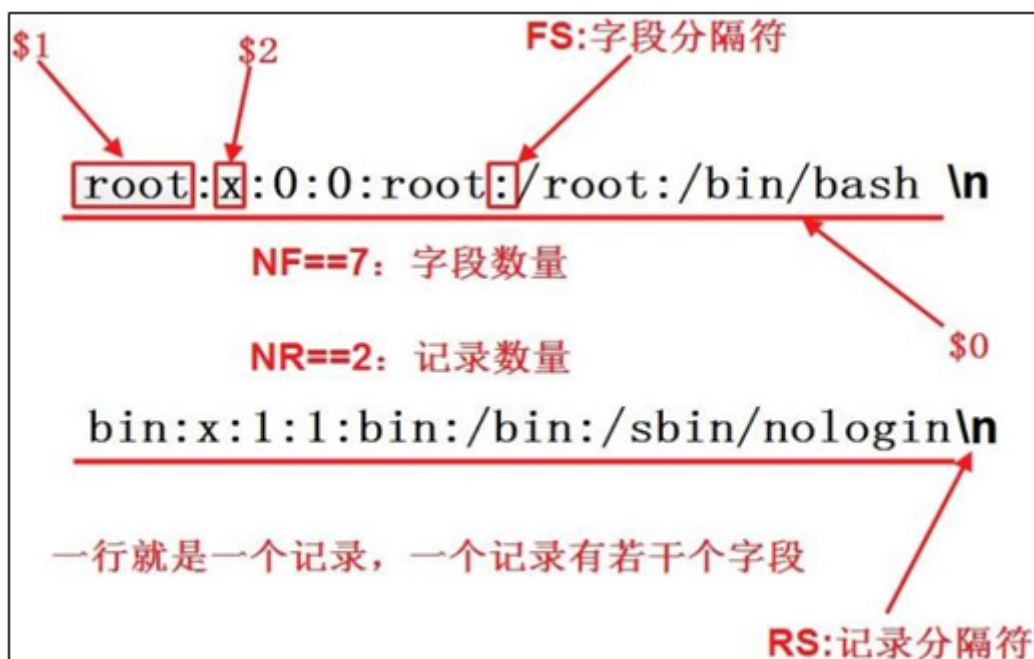 $1
$2
FS:字段分隔符
root:x:0:0:root:/root:/bin/bash \n
NF==7：字段数量
NR==2：记录数量
$0
bin:x:1:1:bin:/bin:/sbin/nologin\n
一行就是一个记录，一个记录有若干个字段
RS:记录分隔符